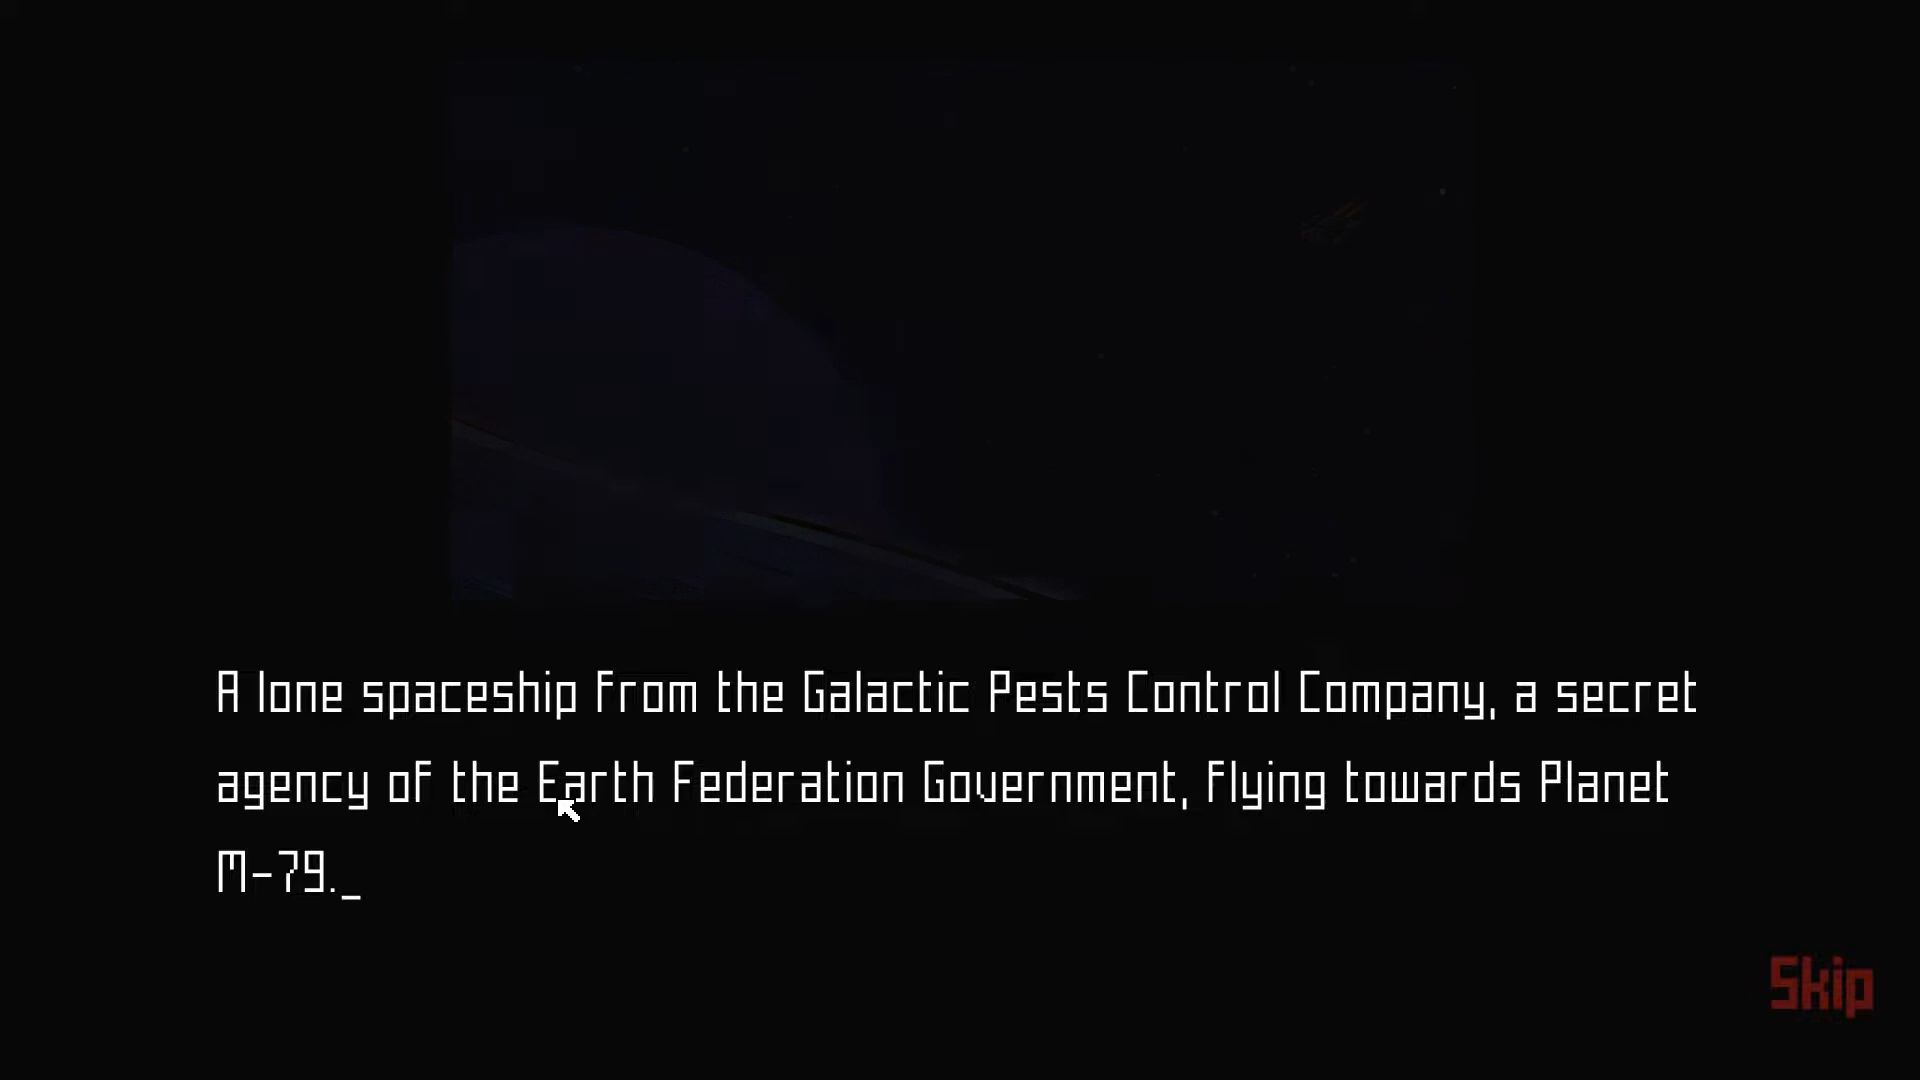 A lone spaceship from the Galactic Pests Control Company, a secret
agency of the Earth Federation Government, flying towards Planet
M-79._
Skip